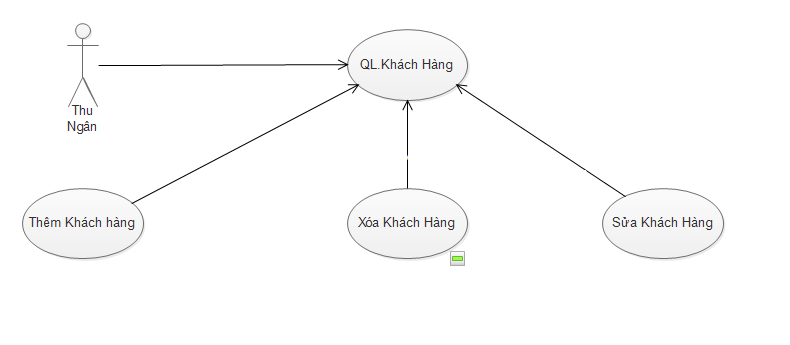 QL.Khách Hàng
Thu
Ngân
Thêm Khách hàng
Xóa Khách Hàng
Sửa Khách Hàng